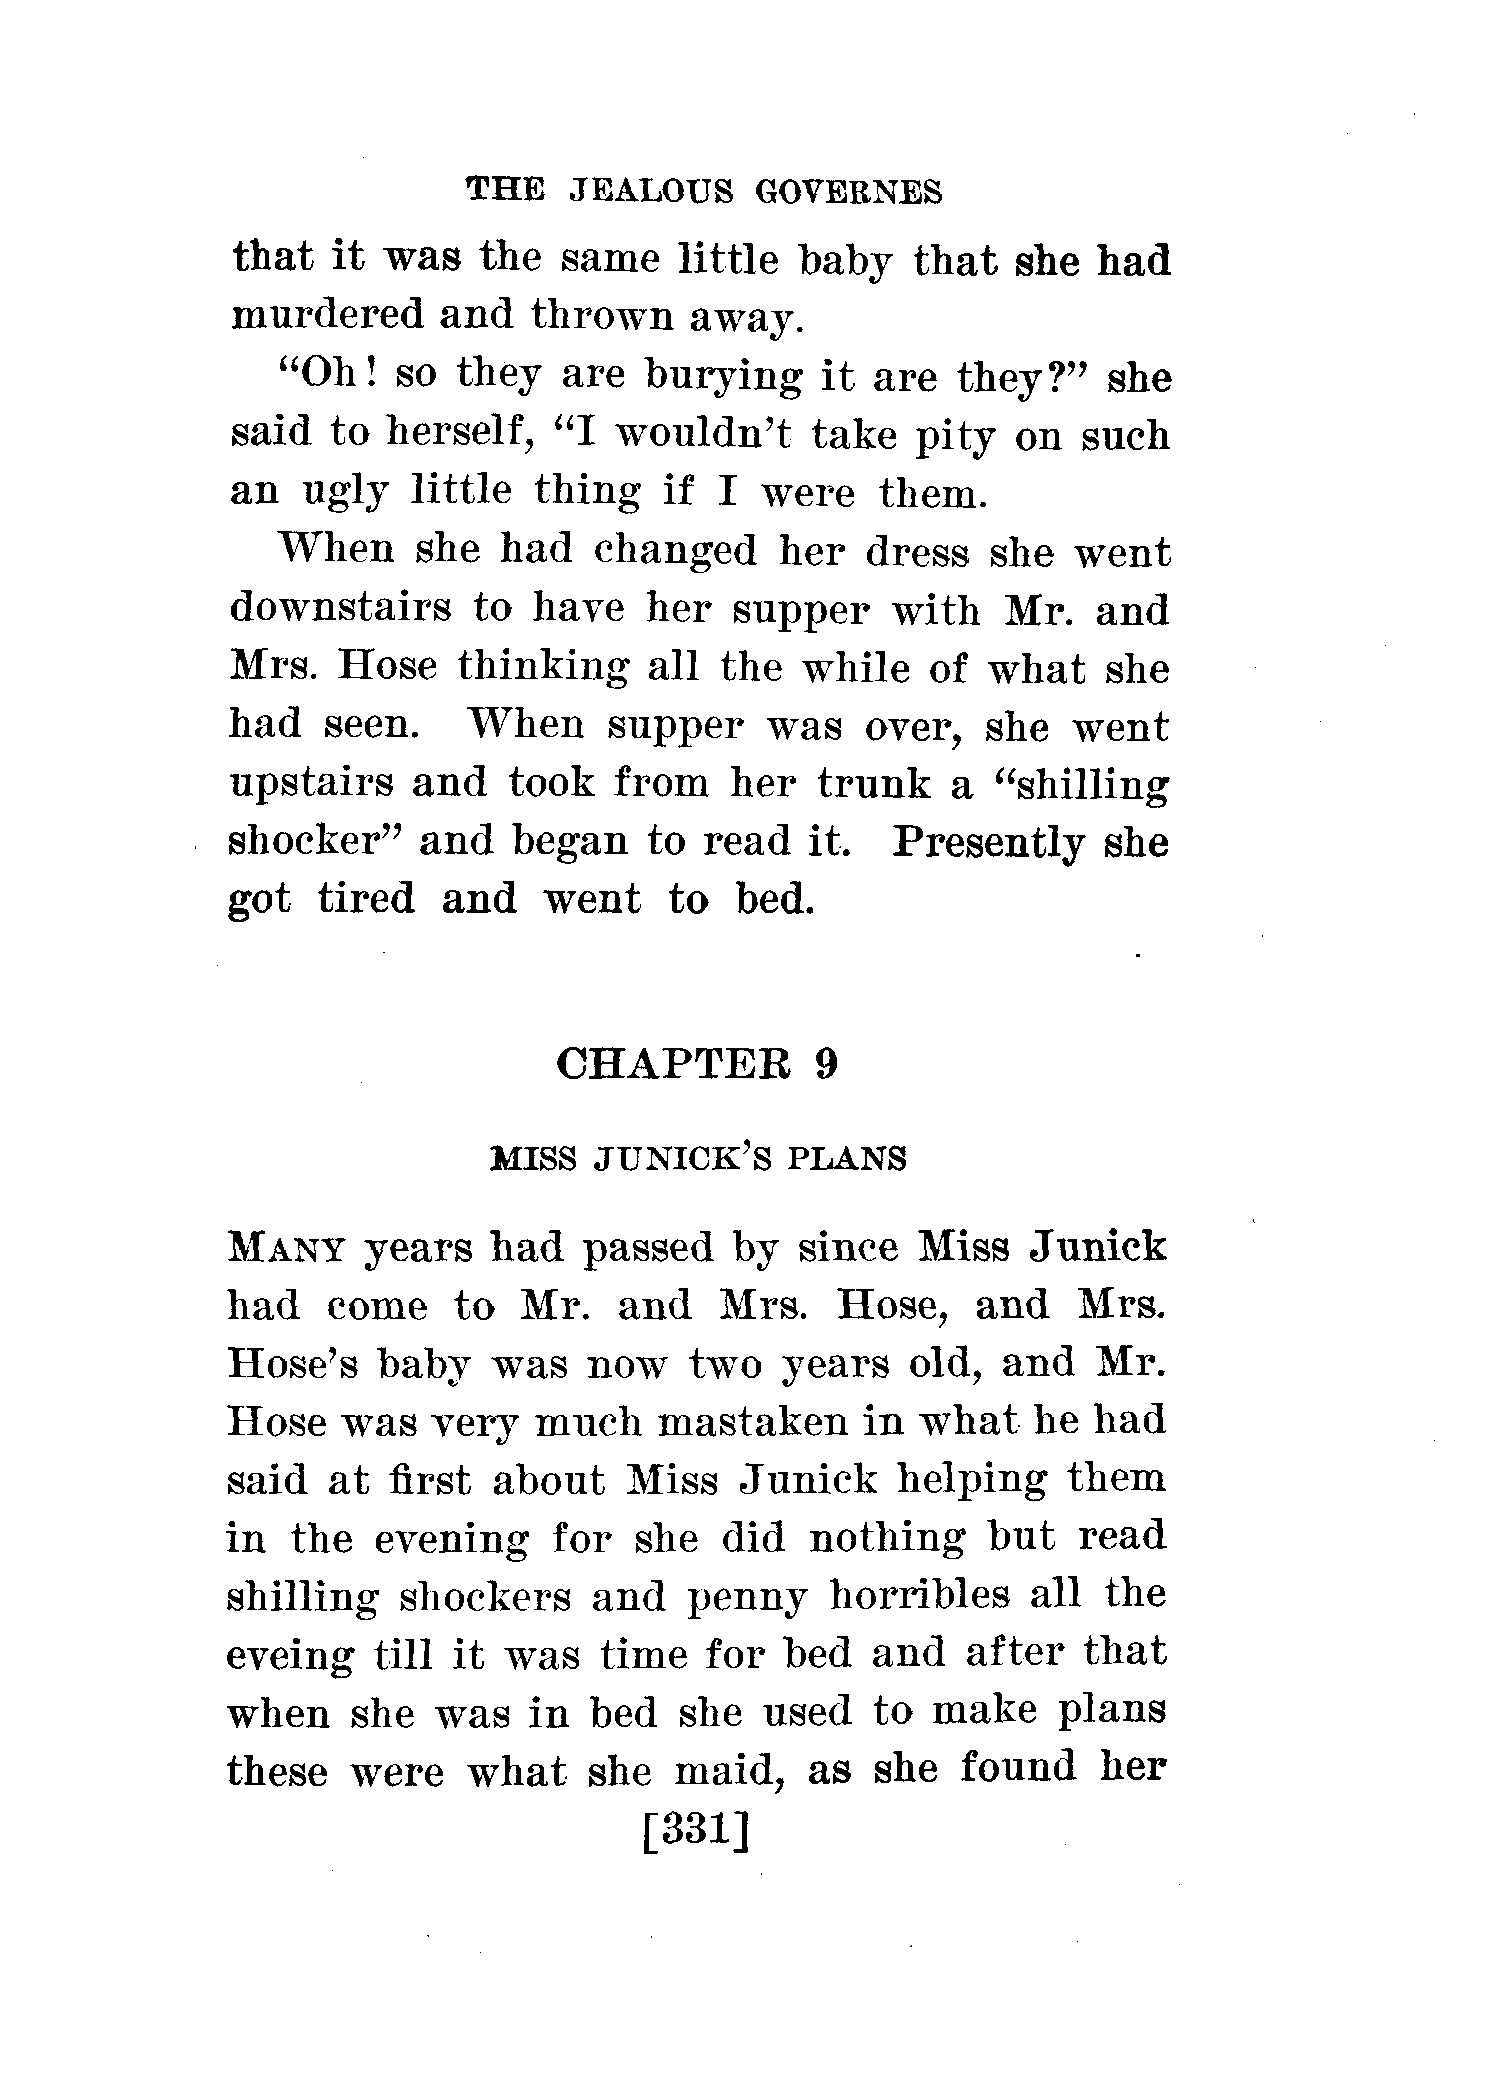 THE JEALOUS GOVERNES
that it was the same little baby that she had
murdered and thrown away.
“Oh! so they are burying it are they?” she
said to herself, “I wouldn’t take pity on such
an ugly little thing if I were them.
When she had changed her dress she went
downstairs to have her supper with Mr. and
Mrs. Hose thinking all the while of what she
had seen. When supper was over, she went
upstairs and took from her trunk a “shilling
shocker” and began to read it. Presently she
got tired and went to bed.
CHAPTER 9
MISS JUNICK’S PLANS
MANY years had passed by since Miss Junick
had come to Mr. and Mrs. Hose, and Mrs.
Hose’s baby was now two years old, and Mr.
Hose was very much mastaken in what he had
said at first about Miss Junick helping them
in the evening for she did nothing but read
shilling shockers and penny horribles all the
eveing till it was time for bed and after that
when she was in bed she used to make plans
these were what she maid, as she found her
[331]